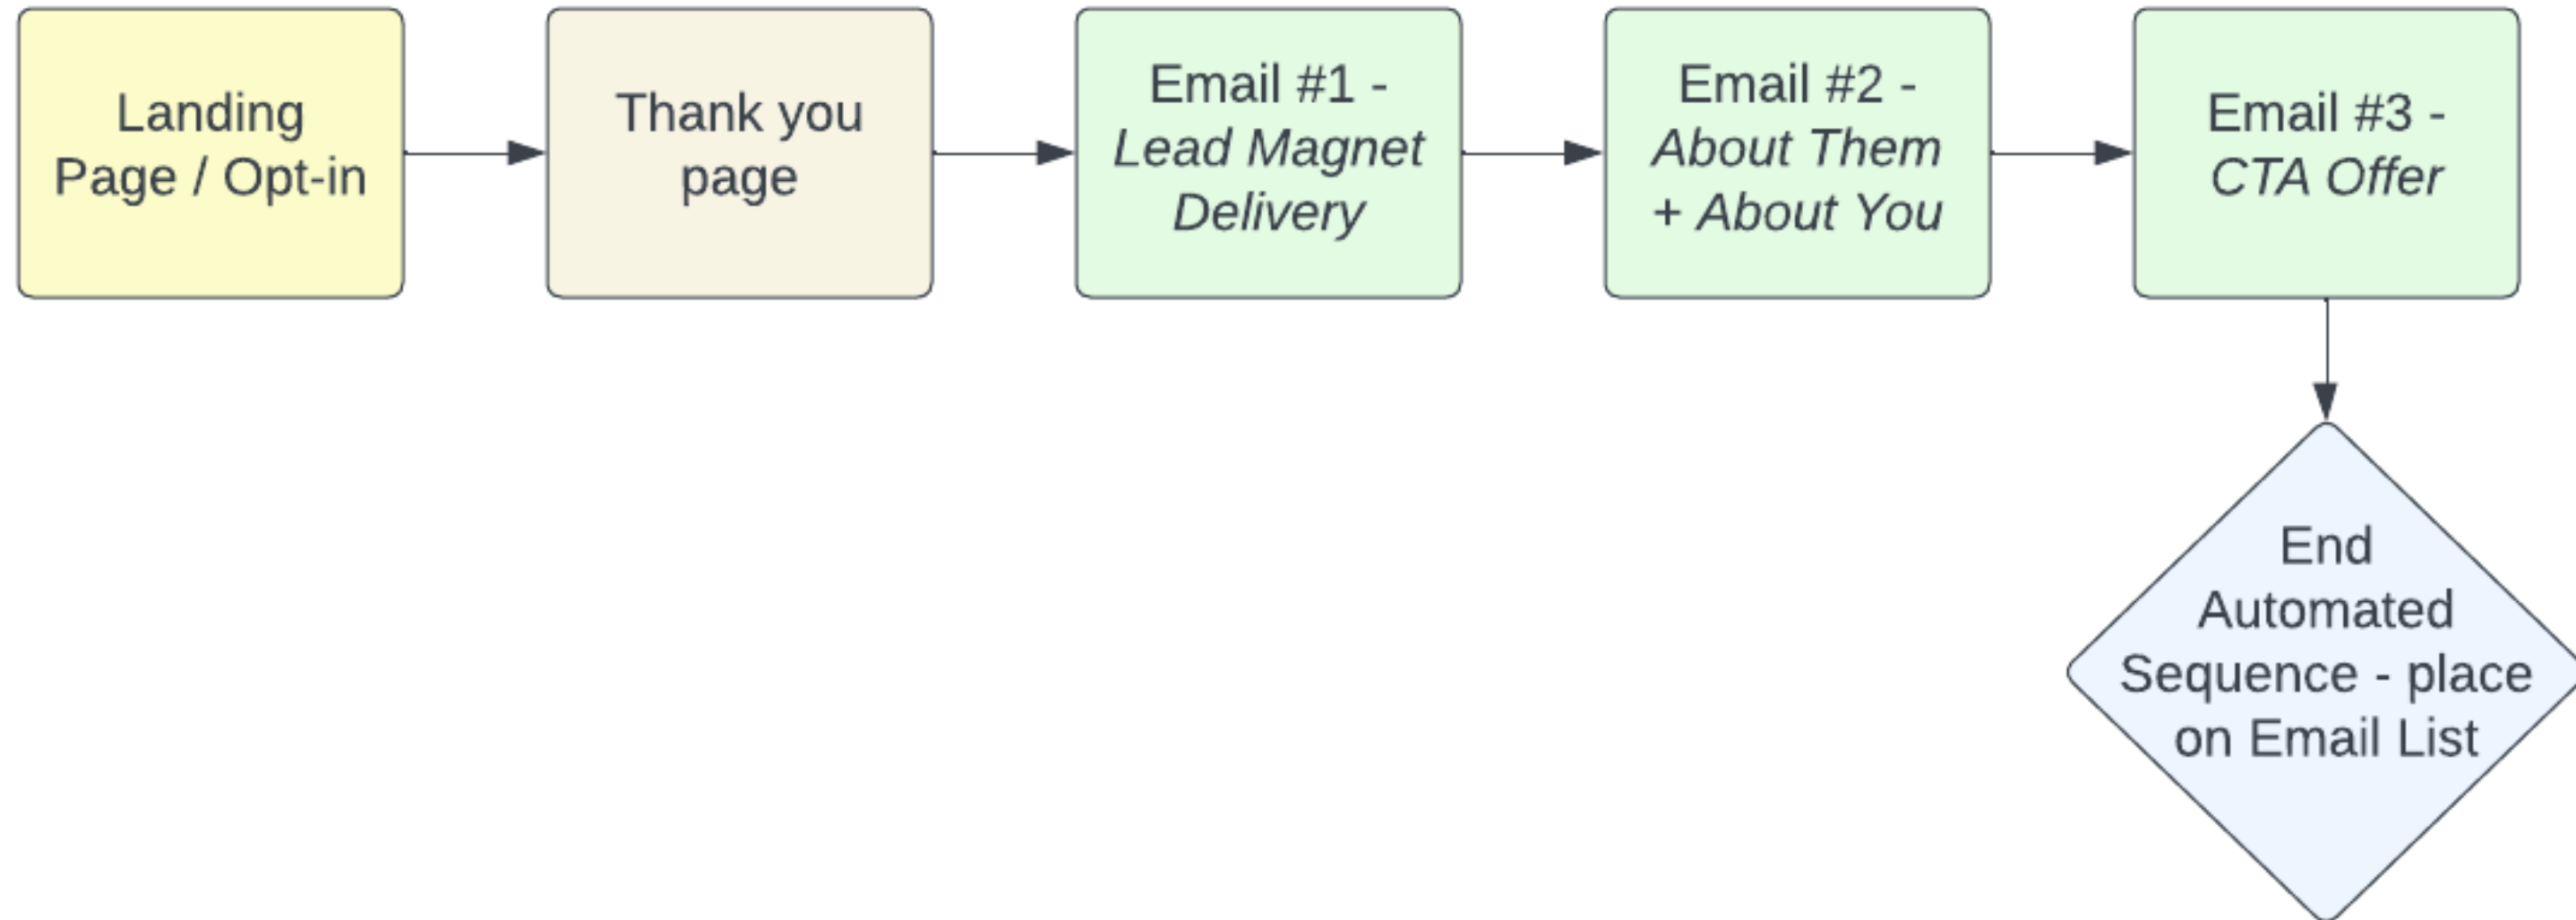 Landing
Page / Opt-in
Thank you
page
Email #1 -
Lead Magnet
Delivery
Email #2 -
About Them
+ About You
Email #3 -
CTA Offer
End
Automated
Sequence - place
on Email List